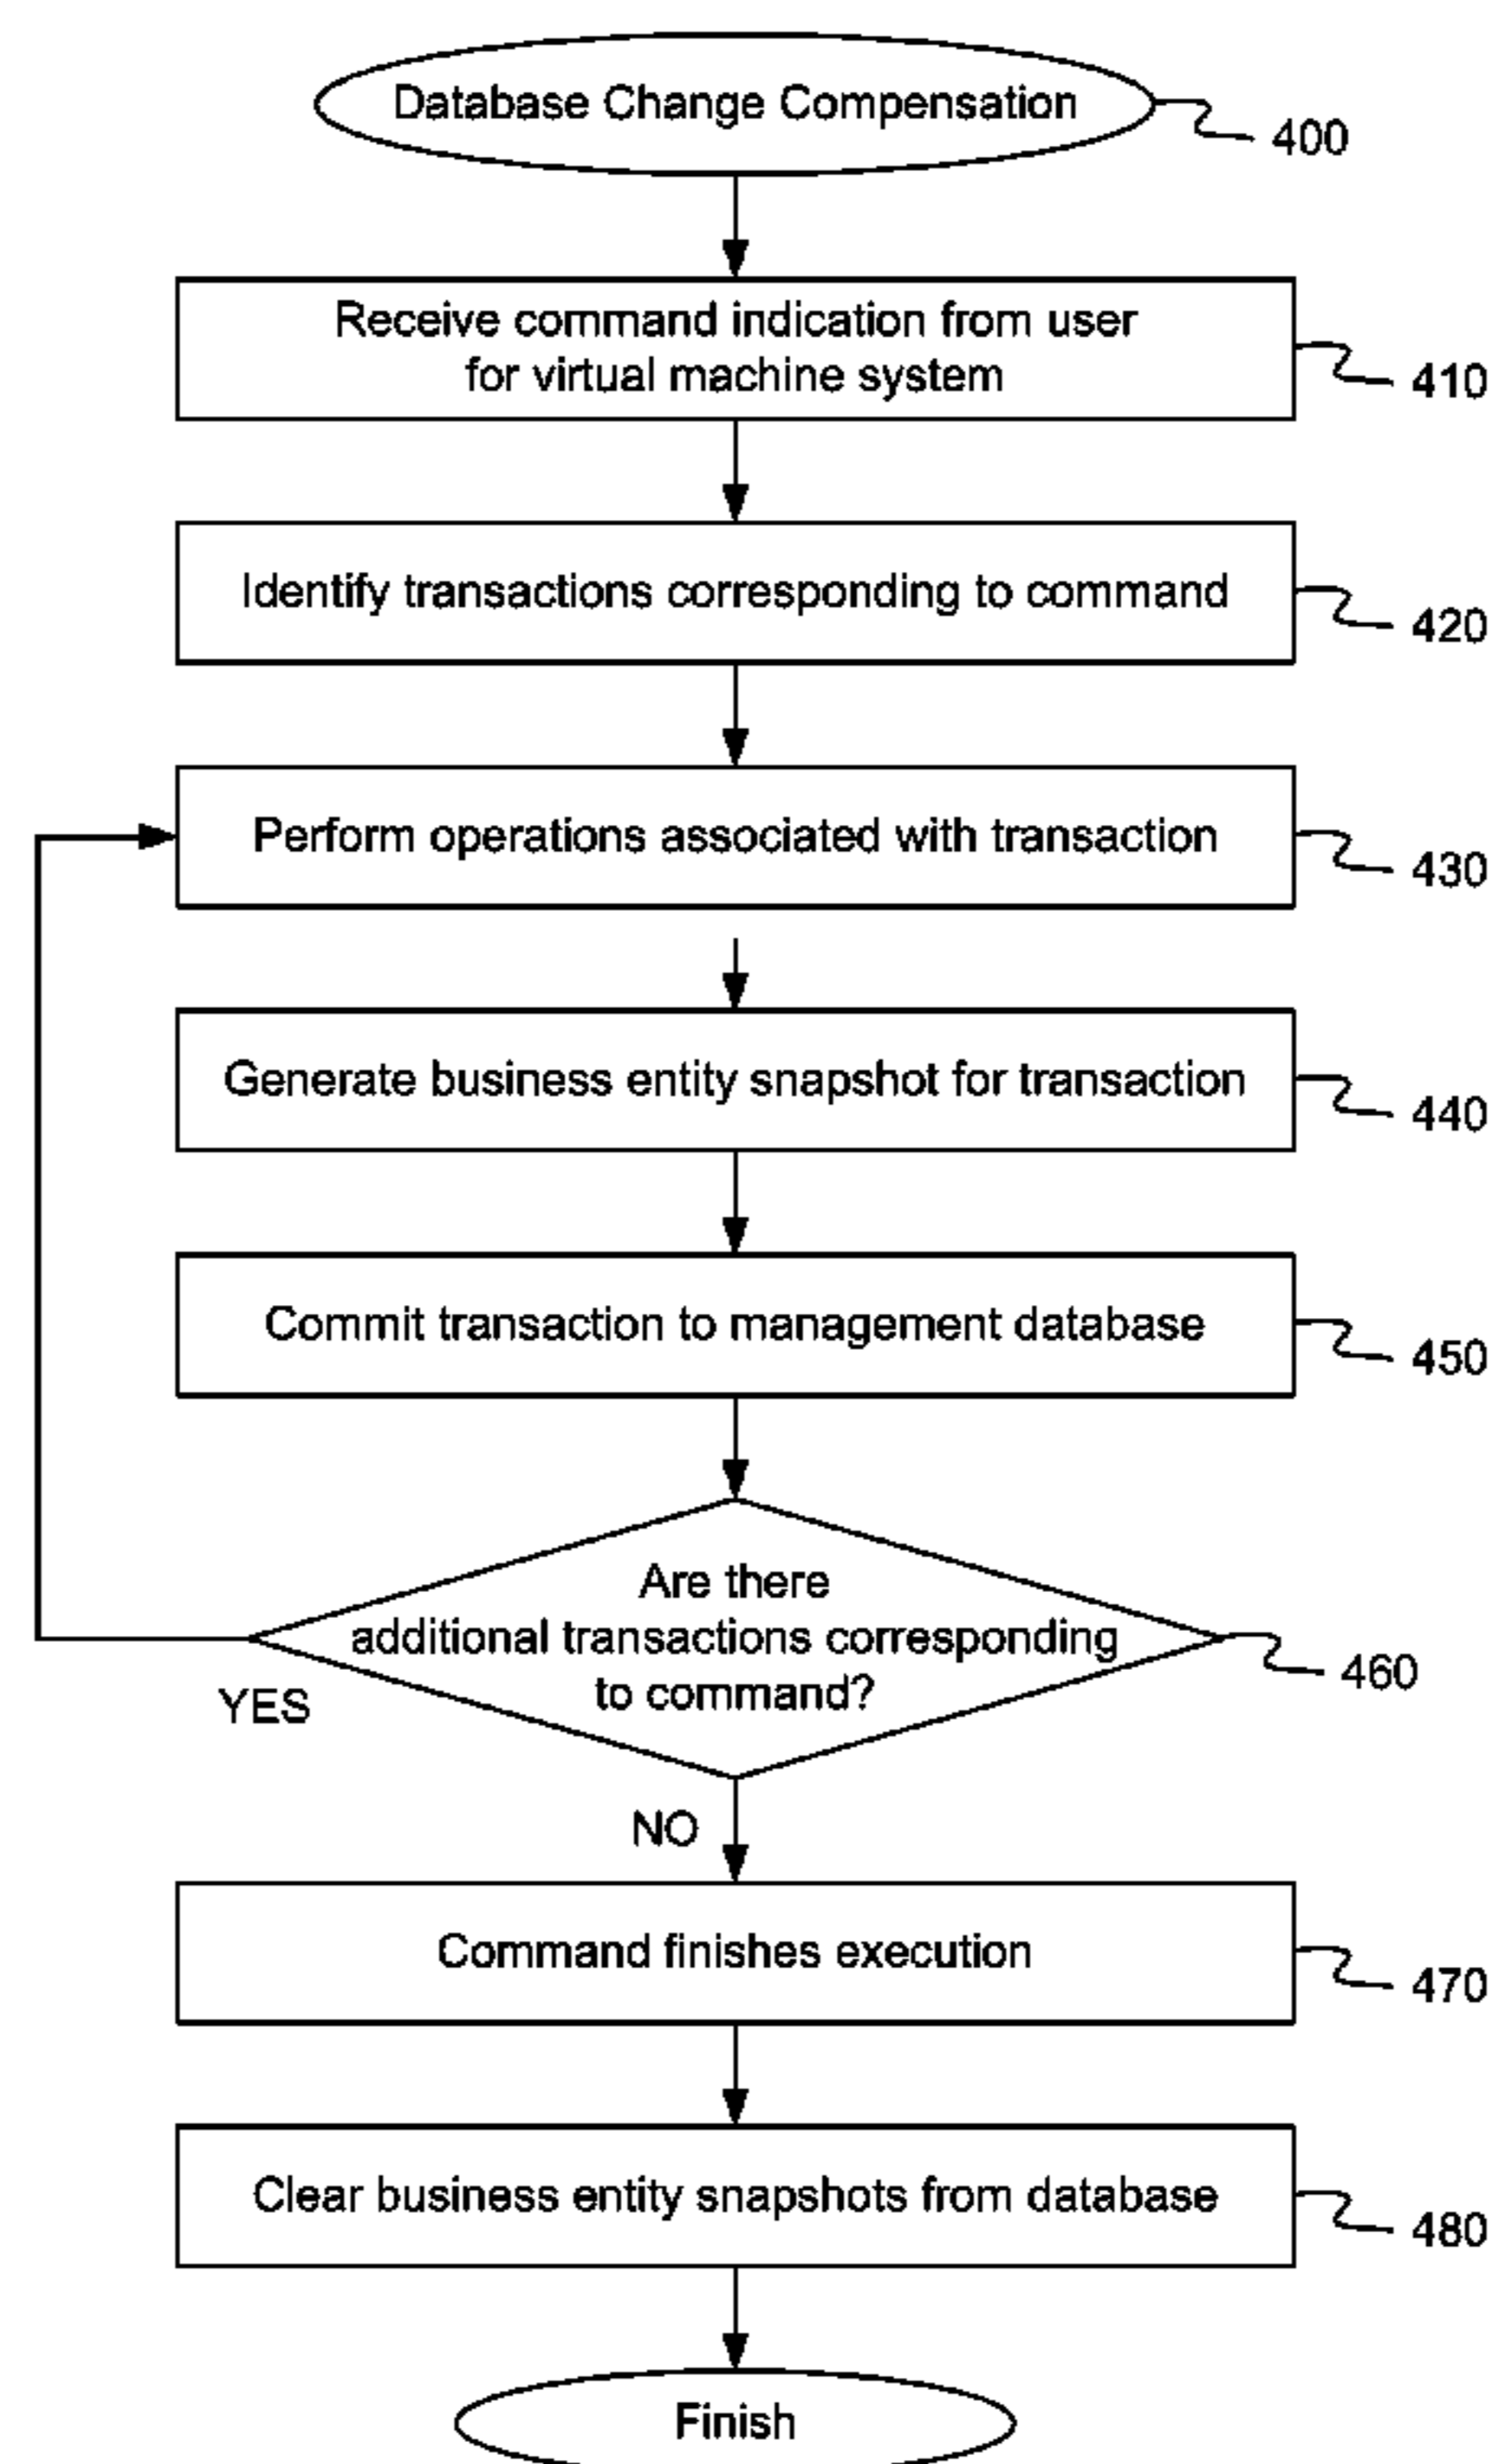 Database Change Compensation
400
Receive command indication from user
for virtual machine system
410
Identify transactions corresponding to command
420
Perform operations associated with transaction
430
Generate business entity snapshot for transaction
440
Commit transaction to management database
450
Are there
additional transactions corresponding
to command?
460
YES
NO
Command finishes execution
470
Clear business entity snapshots from database
480
Finish